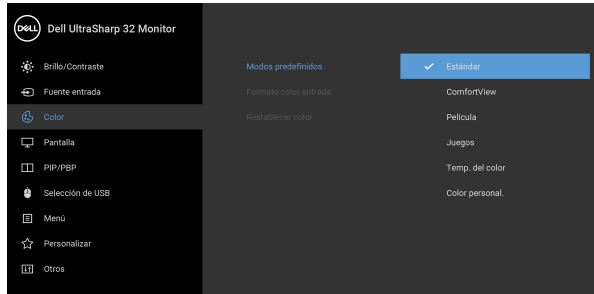 DELL Dell UltraSharp 32 Monitor
Brillo/Contraste
Fuente entrada
Color
Pantalla
PIP/PBP
Selección de USB
Menú
Personalizar
Otros
Modos predefinidos
Formato color entrada
Restablecer color
Estándar
ComfortView
Película
Juegos
Temp. del color
Color personal.